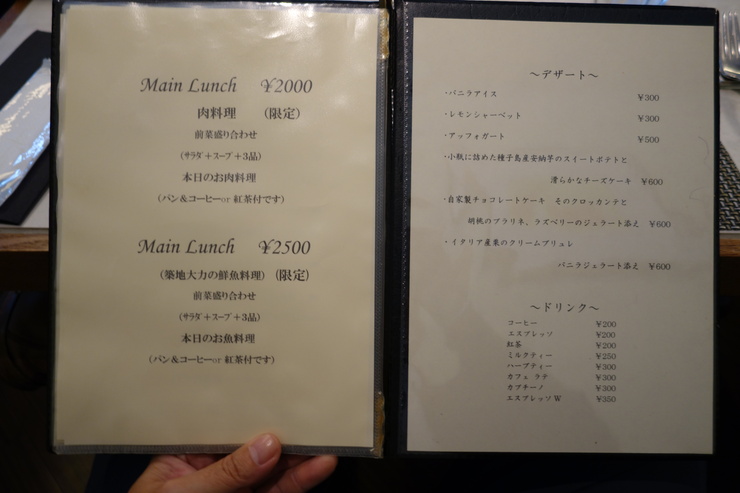 Main Lunch ¥2000
肉料理 (限定)
前菜盛り合わせ
(サラダ+スープ+3品)
本日のお肉料理
(パン&コーヒーor 紅茶付です)
Main Lunch ¥2500
(築地大力の鮮魚料理) (限定)
前菜盛り合わせ
(サラダ+スープ+3品)
本日のお魚料理
(パン&コーヒーor 紅茶付です)
～デザート～
・バニラアイス ¥300
・レモンシャーベット ¥300
・アッフォガート ¥500
・小瓶に詰めた種子島産安納芋のスイートポテトと
滑らかなチーズケーキ ¥600
・自家製チョコレートケーキ そのクロッカンテと
胡桃のプラリネ、ラズベリーのジェラート添え ¥600
・イタリア産栗のクリームブリュレ
バニラジェラート添え ¥600
～ドリンク～
コーヒー ¥200
エスプレッソ ¥200
紅茶 ¥200
ミルクティー ¥250
ハーブティー ¥300
カフェ ラテ ¥300
カプチーノ ¥300
エスプレッソW ¥350